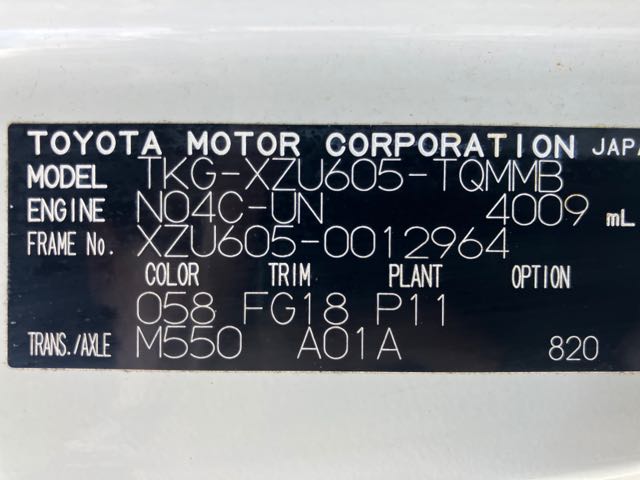 TOYOTA MOTOR CORPORATION JAPA
MODEL TKG-XZU605-TQMMB
ENGINE N04C-UN 4009 mL
FRAME No. XZU605-0012964
COLOR TRIM PLANT OPTION
058 FG18 P11
TRANS./AXLE M550 A01A 820